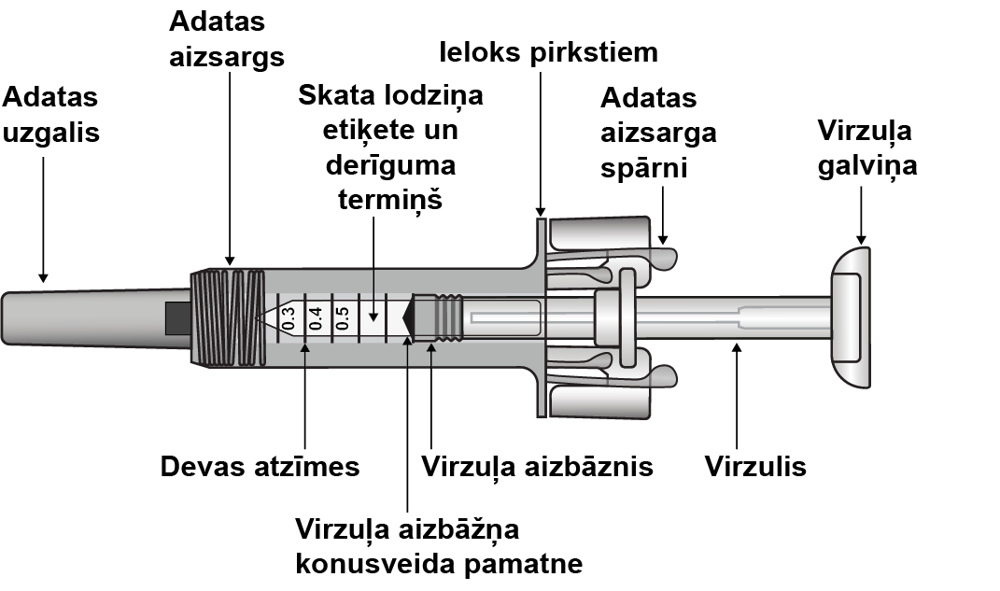 Adatas
aizsargs
Ieloks pirkstiem
Adatas
uzgalis
Skata lodziņa
etiķete un
derīguma
termiņš
Adatas
aizsarga
spārni
Virzuļa
galviņa
0.3
0.4
0.5
Devas atzīmes
Virzuļa aizbāznis
Virzulis
Virzuļa aizbāžņa
konusveida pamatne